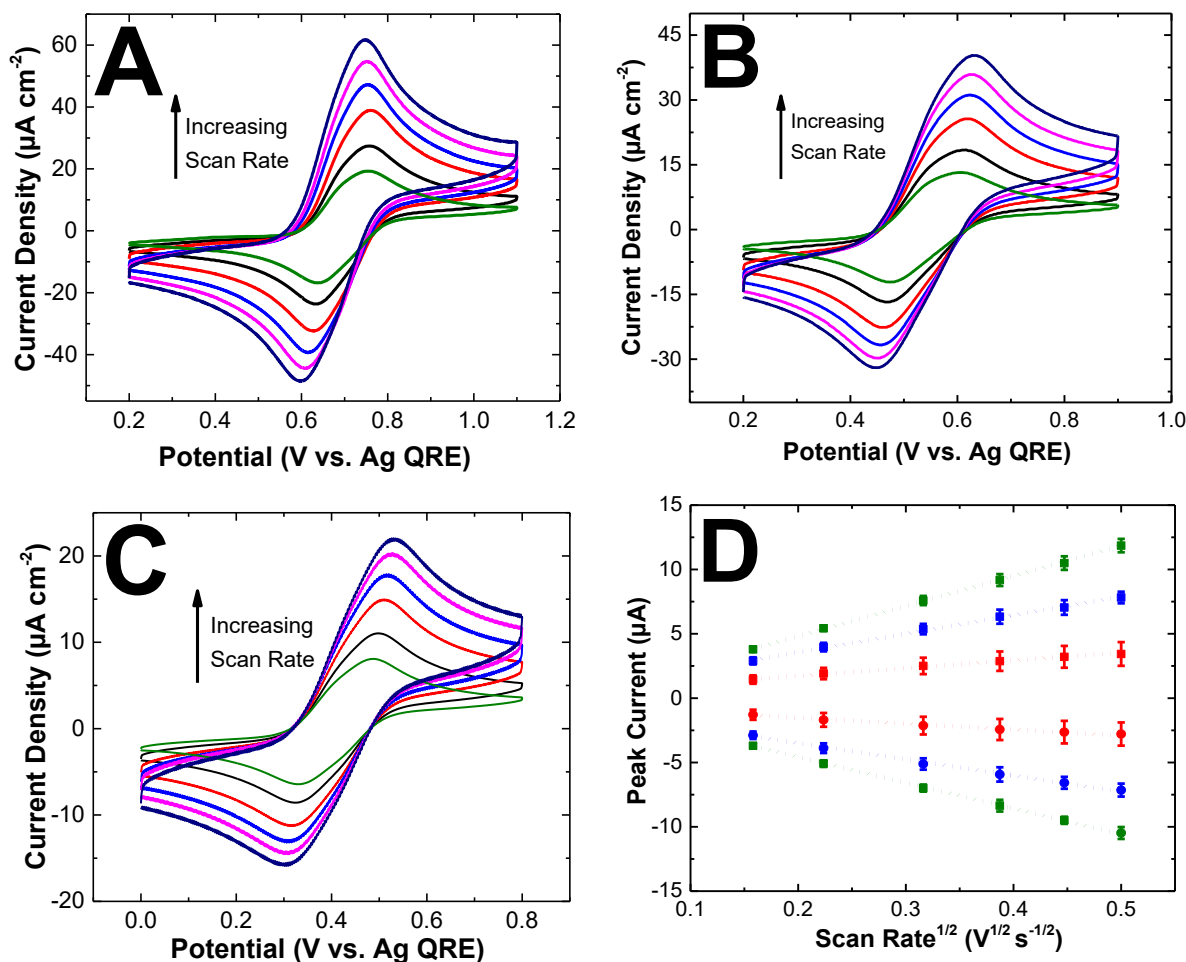 A
Increasing
Scan Rate
Current Density (µA cm-2)
60
40
20
0
-20
-40
0.2
0.4
0.6
0.8
1.0
1.2
Potential (V vs. Ag QRE)
B
Increasing
Scan Rate
Current Density (µA cm-2)
45
30
15
0
-15
-30
0.2
0.4
0.6
0.8
1.0
Potential (V vs. Ag QRE)
C
Increasing
Scan Rate
Current Density (µA cm-2)
20
10
0
-10
-20
0.0
0.2
0.4
0.6
0.8
Potential (V vs. Ag QRE)
D
Peak Current (µA)
15
10
5
0
-5
-10
-15
0.1
0.2
0.3
0.4
0.5
Scan Rate1/2 (V1/2 s-1/2)